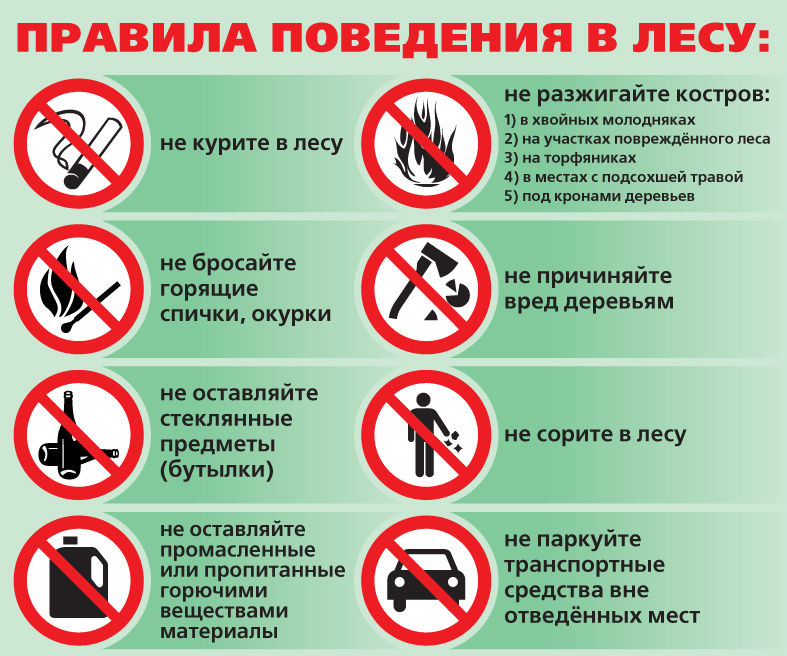 ПРАВИЛА ПОВЕДЕНИЯ В ЛЕСУ:
не курите в лесу
не разжигайте костров:
1) в хвойных молодняках
2) на участках повреждённого леса
3) на торфяниках
4) в местах с подсохшей травой
5) под кронами деревьев
не бросайте
горящие
спички, окурки
не причиняйте
вред деревьям
не оставляйте
стеклянные
предметы
(бутылки)
не сорите в лесу
не оставляйте
промасленные
или пропитанные
горючими
веществами
материалы
не паркуйте
транспортные
средства вне
отведённых мест